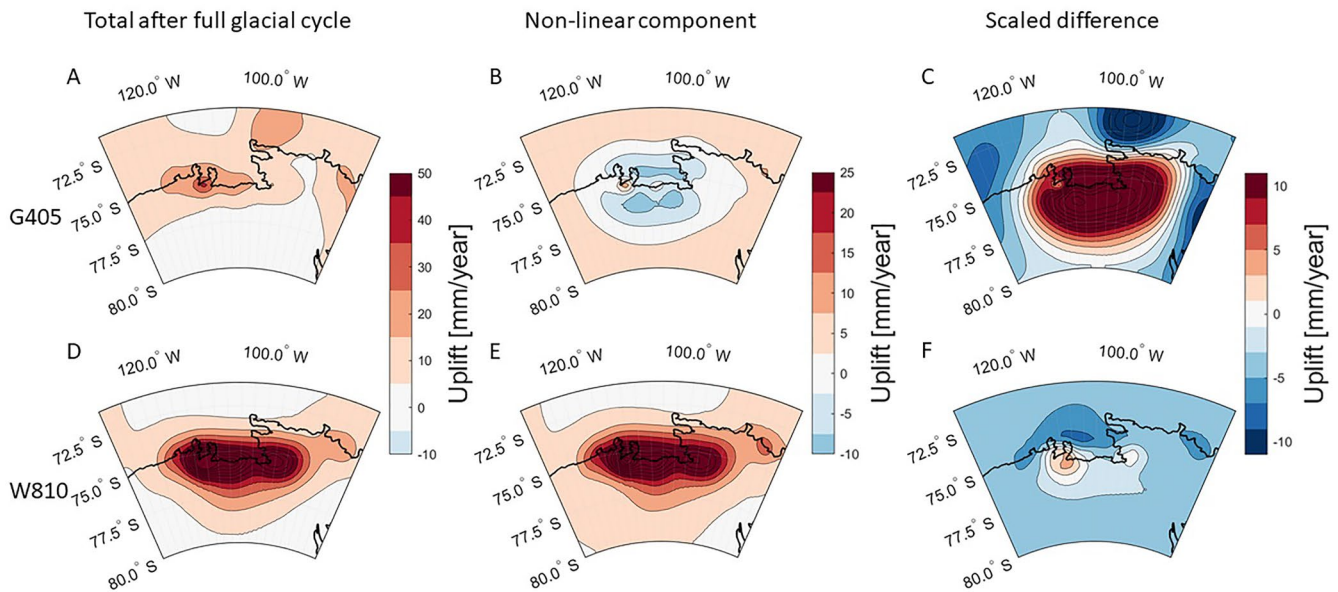 Total after full glacial cycle
Non-linear component
Scaled difference
A
120.0° W
100.0° W
72.5° S
75.0° S
77.5° S
80.0° S
G405
50
40
30
20
10
0
-10
Uplift [mm/year]
B
120.0° W
100.0° W
72.5° S
75.0° S
77.5° S
80.0° S
25
20
15
10
5
0
-5
-10
Uplift [mm/year]
C
120.0° W
100.0° W
72.5° S
75.0° S
77.5° S
80.0° S
10
5
0
-5
-10
Uplift [mm/year]
D
120.0° W
100.0° W
72.5° S
75.0° S
77.5° S
80.0° S
W810
E
120.0° W
100.0° W
72.5° S
75.0° S
77.5° S
80.0° S
F
120.0° W
100.0° W
72.5° S
75.0° S
77.5° S
80.0° S